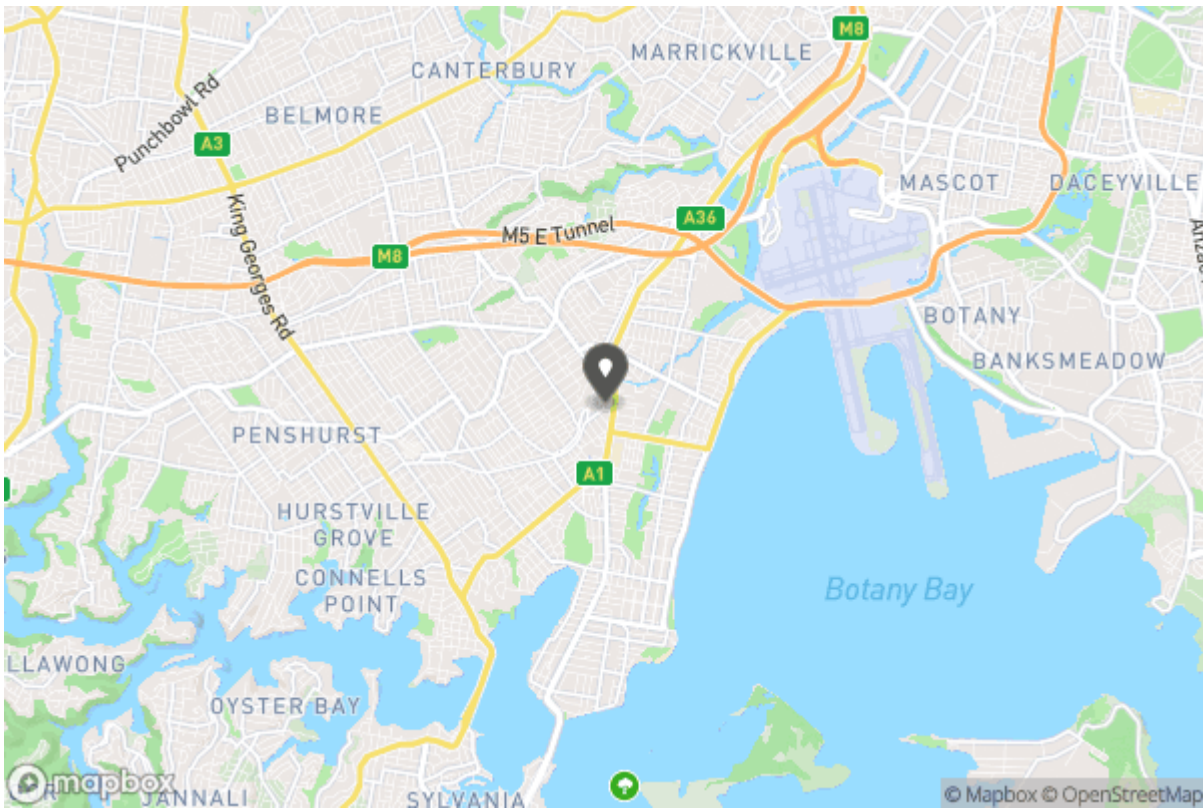 M8
MARRICKVILLE
CANTERBURY
Punchbowl Rd
BELMORE
A3
MASCOT
DACEYVILLE
King Georges Rd
A36
M5 E Tunnel
M8
BOTANY
BANKSMEADOW
PENSHURST
A1
HURSTVILLE
GROVE
CONNELLS
POINT
Botany Bay
LLAWONG
OYSTER BAY
mapbox
JANNALI
SYLVANIA
© Mapbox © OpenStreetMap